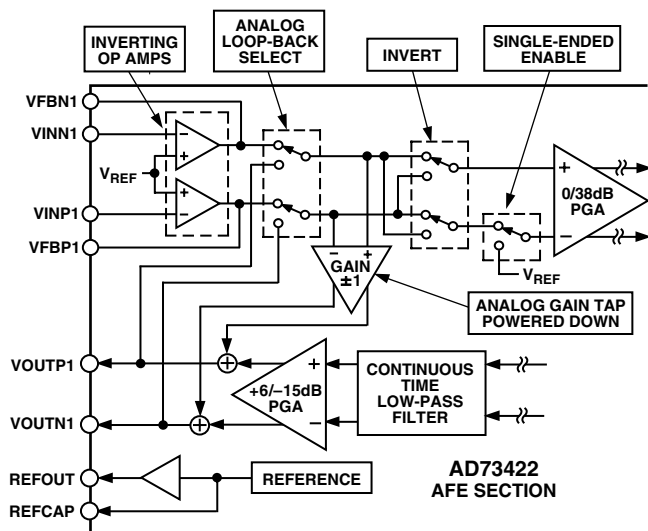 ANALOG
LOOP-BACK
SELECT
INVERTING
OP AMPS
INVERT
SINGLE-ENDED
ENABLE
VFBN1
VINN1
VREF
VINP1
VFBP1
−
+
+
−
+
0/38dB
PGA
−
VREF
− +
GAIN
±1
ANALOG GAIN TAP
POWERED DOWN
VOUTP1
VOUTN1
+
+
+
+6/−15dB
PGA
−
CONTINUOUS
TIME
LOW-PASS
FILTER
REFOUT
REFCAP
REFERENCE
AD73422
AFE SECTION